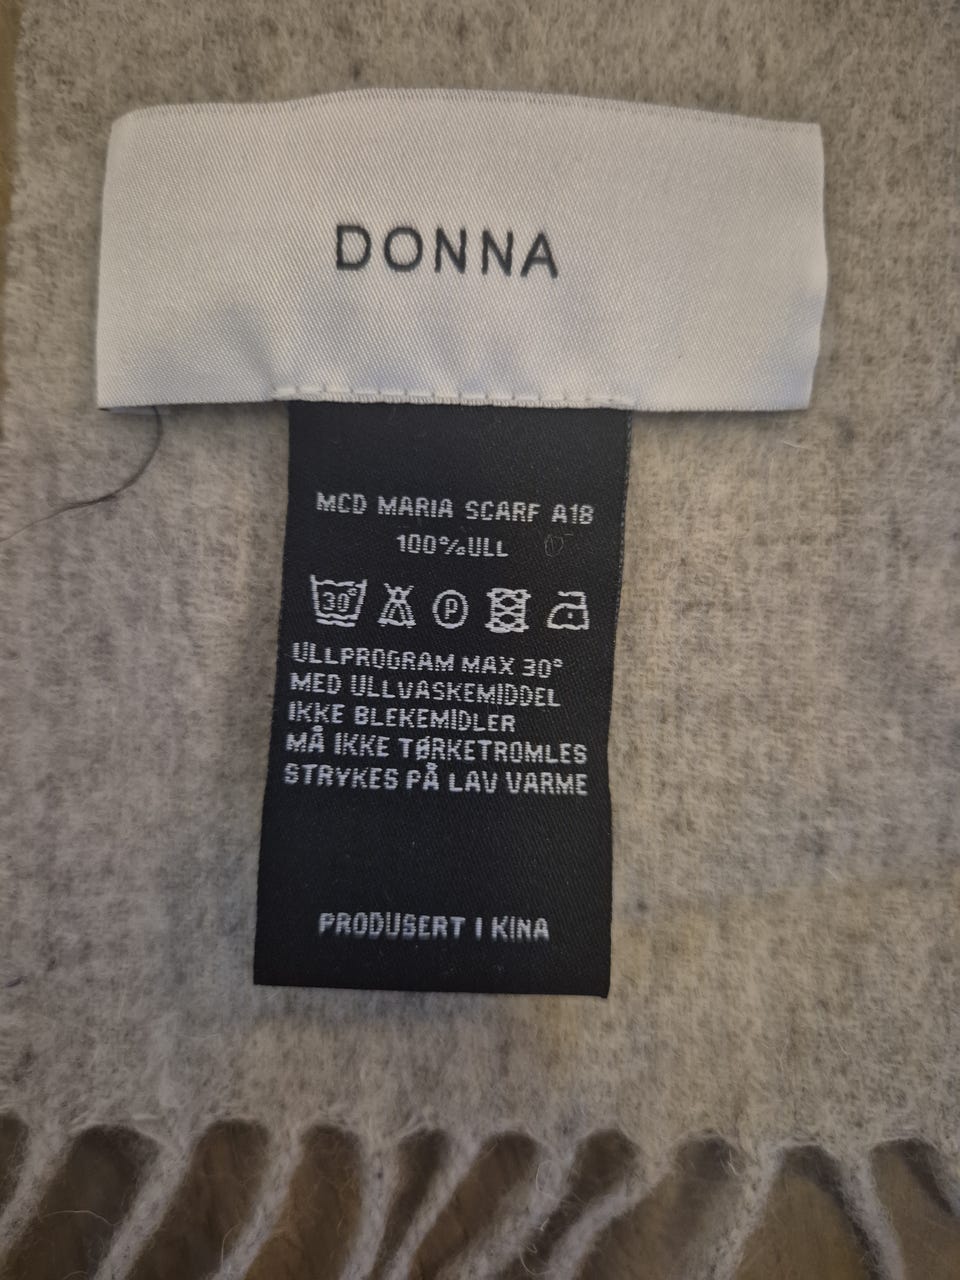 DONNA
MCD MARIA SCARF A18
100%ULL
30° P
ULLPROGRAM MAX 30°
MED ULLVASKEMIDDEL
IKKE BLEKEMIDLER
MÅ IKKE TØRKETROMLES
STRYKES PÅ LAV VARME
PRODUSERT I KINA